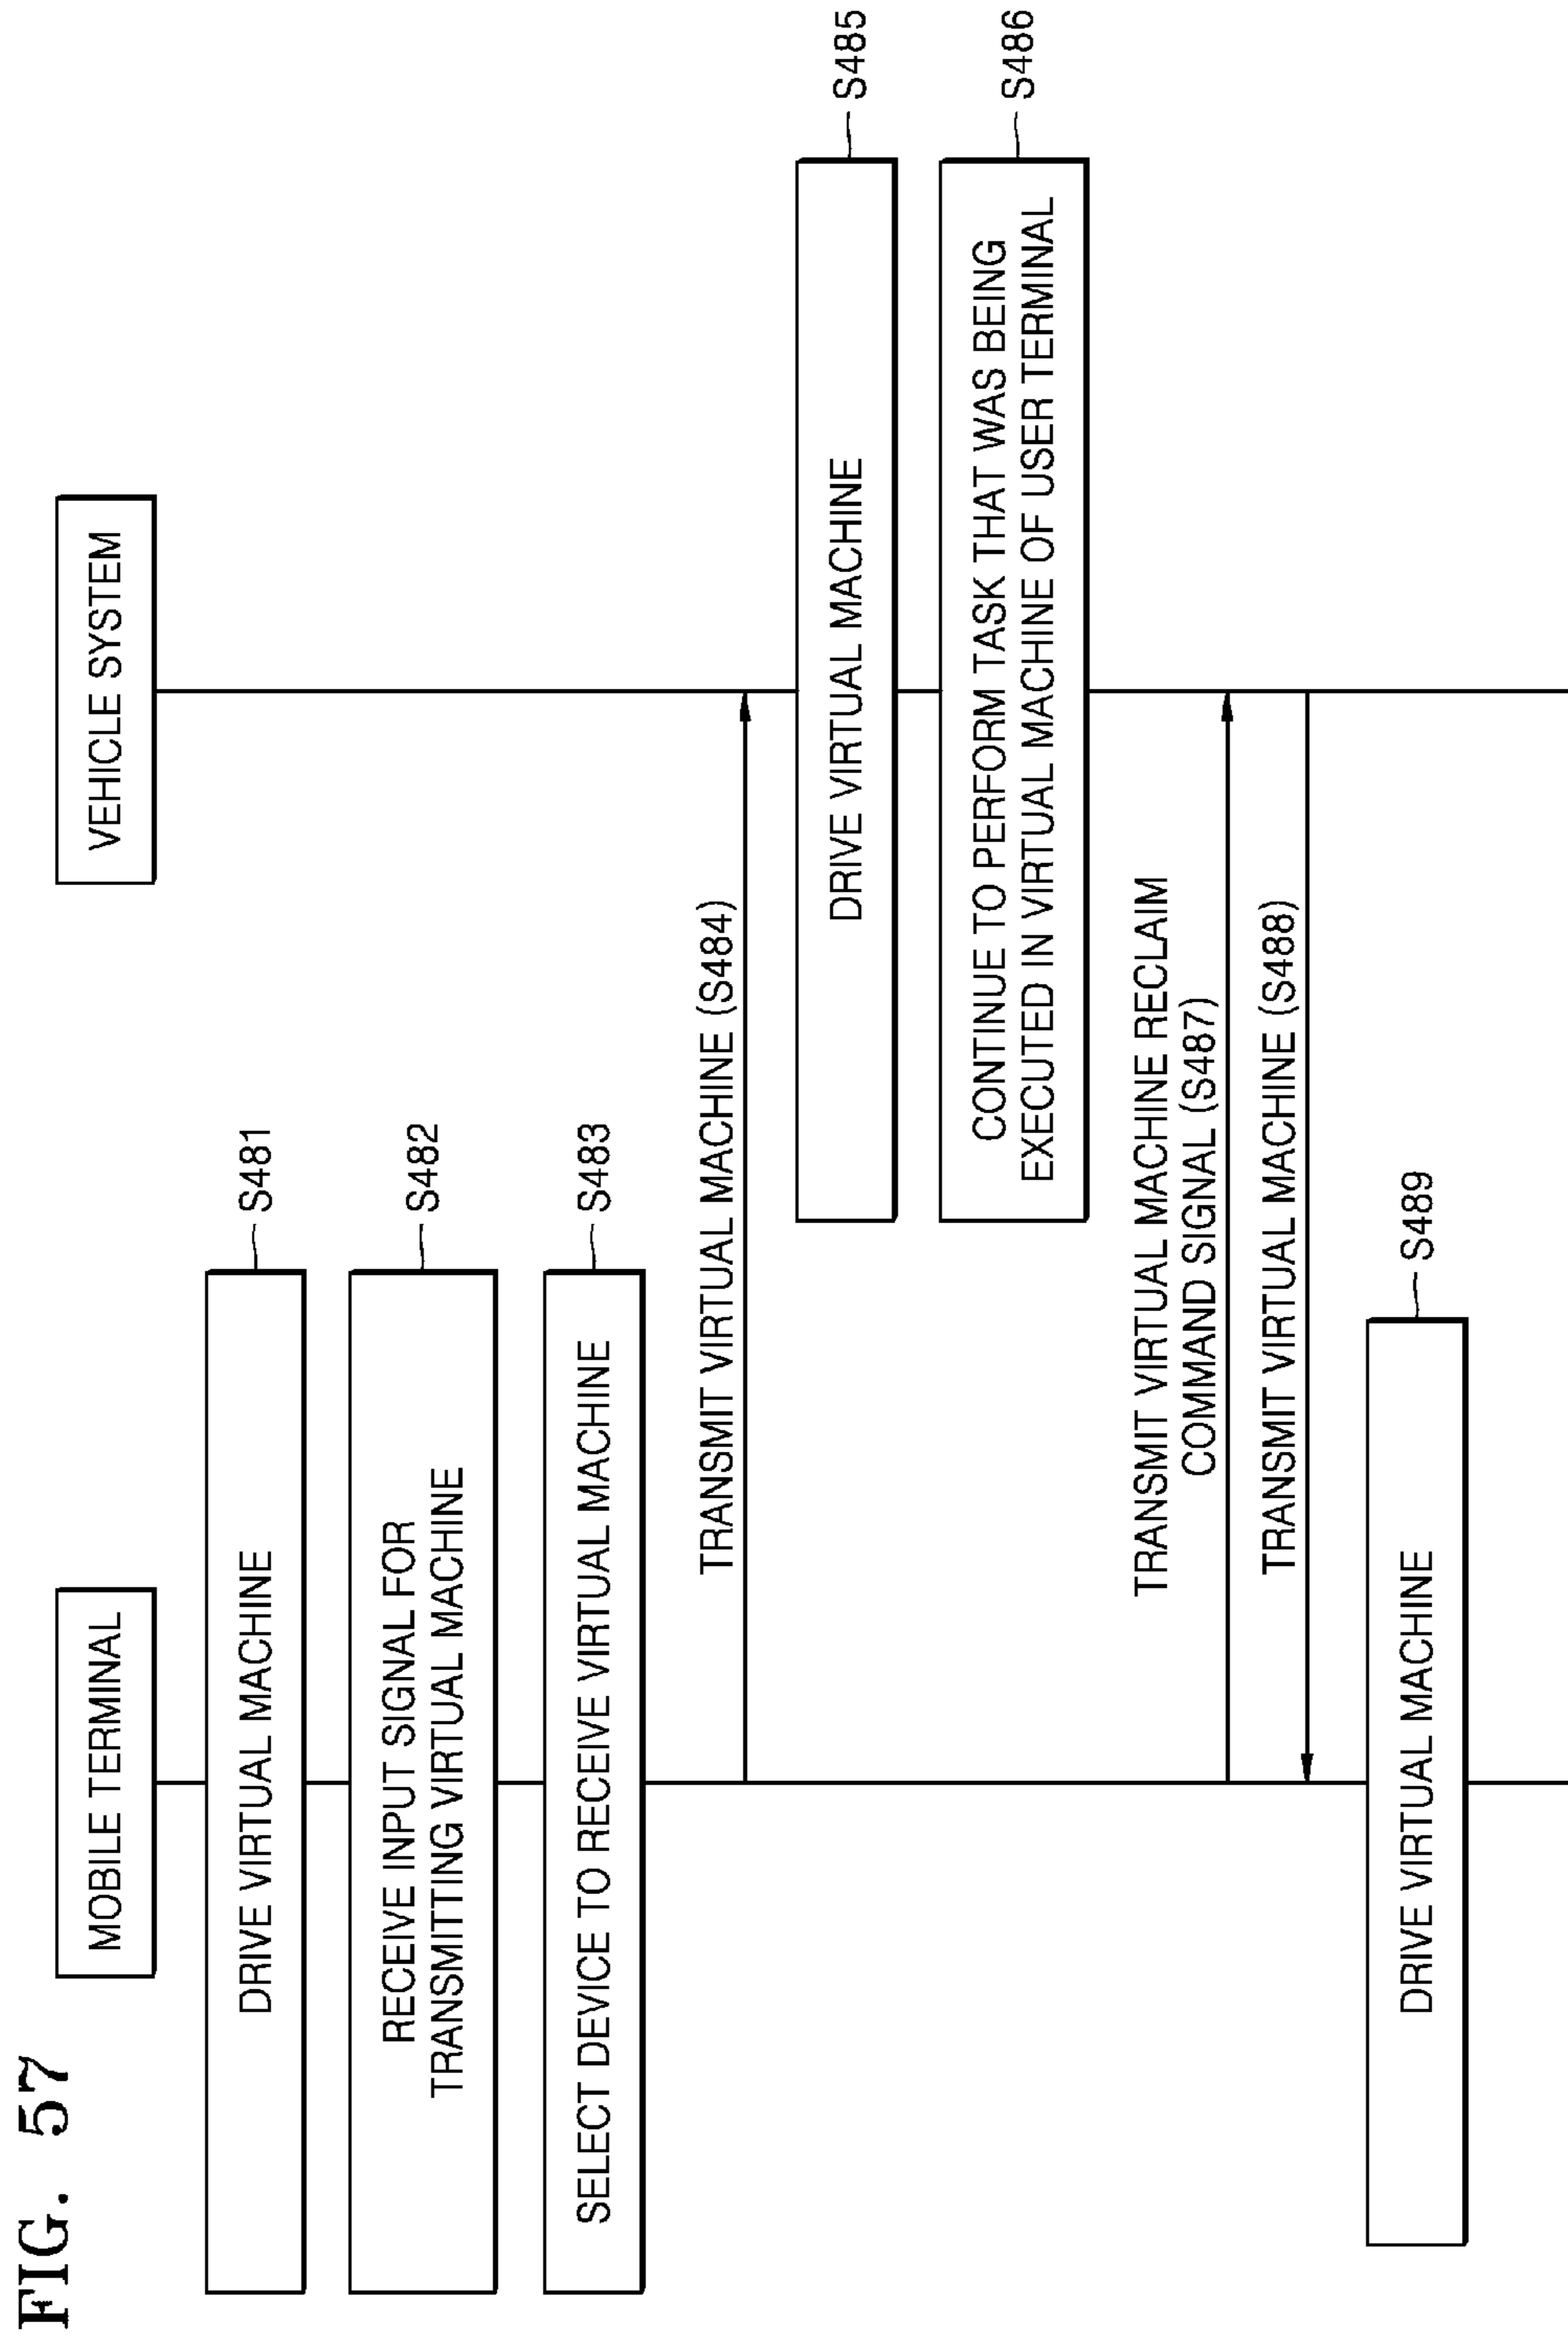 FIG. 57
MOBILE TERMINAL
VEHICLE SYSTEM
DRIVE VIRTUAL MACHINE
S481
RECEIVE INPUT SIGNAL FOR
TRANSMITTING VIRTUAL MACHINE
S482
SELECT DEVICE TO RECEIVE VIRTUAL MACHINE
S483
TRANSMIT VIRTUAL MACHINE (S484)
DRIVE VIRTUAL MACHINE
S485
CONTINUE TO PERFORM TASK THAT WAS BEING
EXECUTED IN VIRTUAL MACHINE OF USER TERMINAL
S486
TRANSMIT VIRTUAL MACHINE RECLAIM
COMMAND SIGNAL (S487)
TRANSMIT VIRTUAL MACHINE (S488)
DRIVE VIRTUAL MACHINE
S489